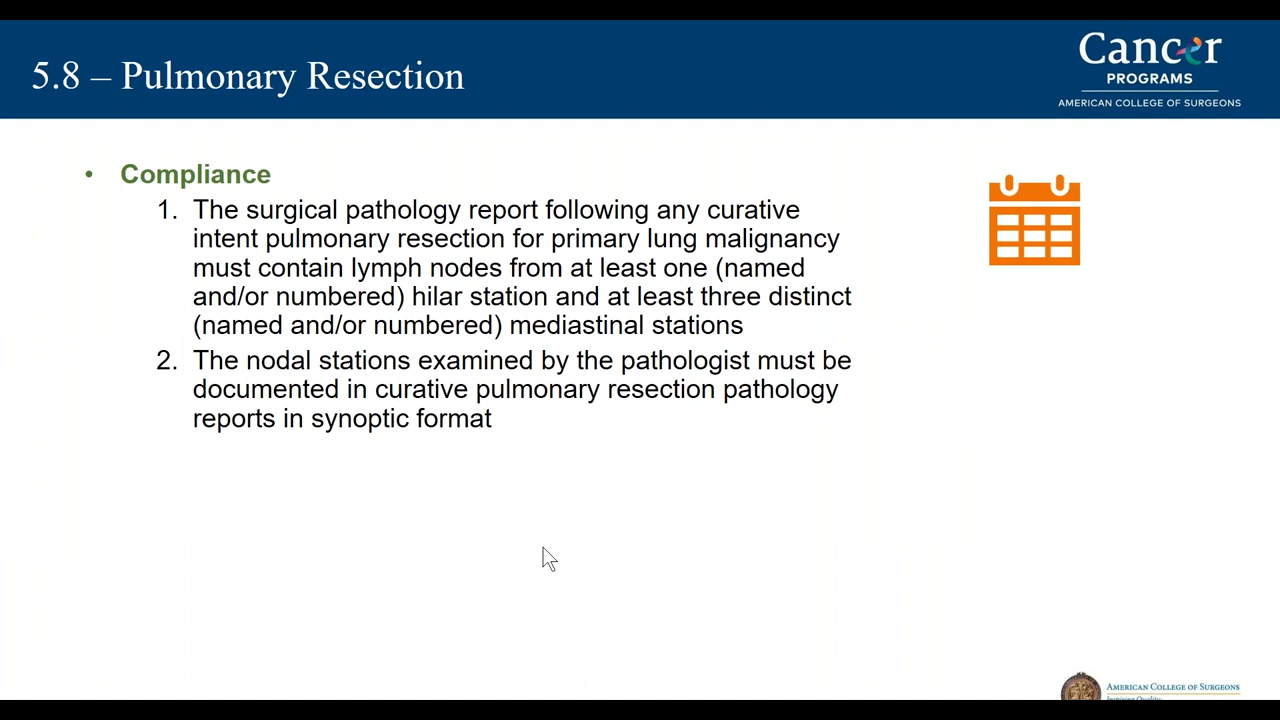 5.8 – Pulmonary Resection
Cancer
PROGRAMS
AMERICAN COLLEGE OF SURGEONS
• Compliance
1. The surgical pathology report following any curative
intent pulmonary resection for primary lung malignancy
must contain lymph nodes from at least one (named
and/or numbered) hilar station and at least three distinct
(named and/or numbered) mediastinal stations
2. The nodal stations examined by the pathologist must be
documented in curative pulmonary resection pathology
reports in synoptic format
AMERICAN COLLEGE OF SURGEONS